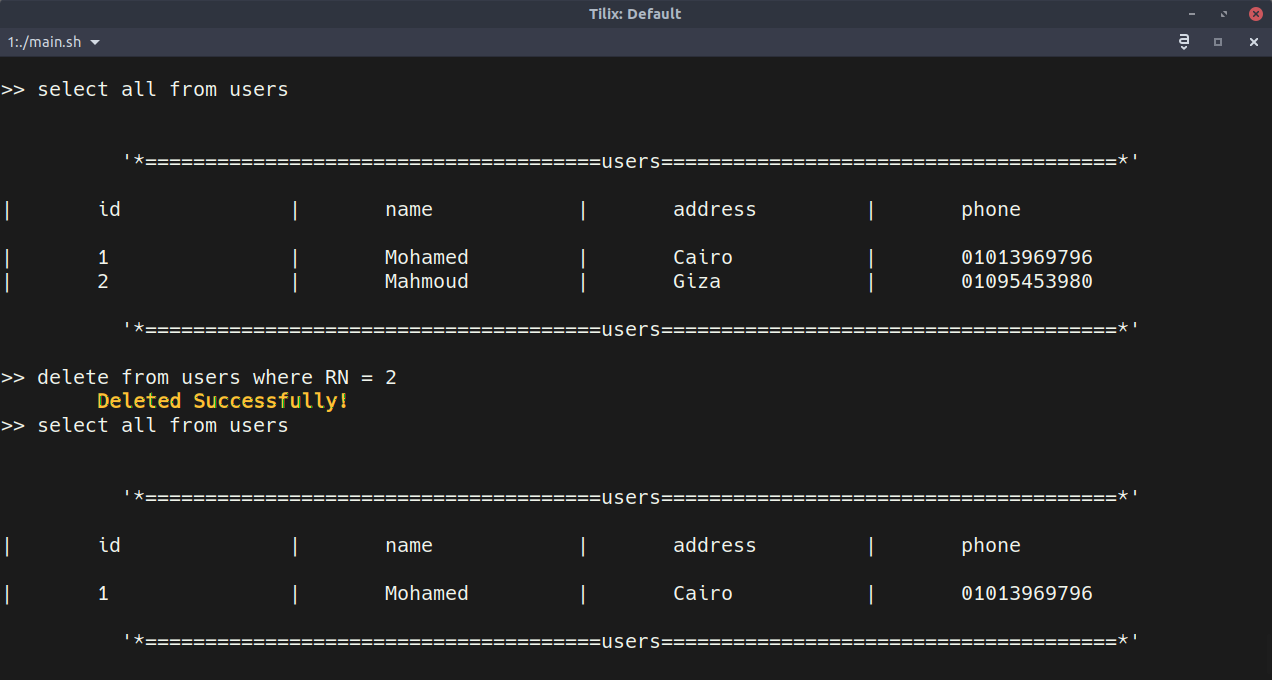 Tilix: Default
1:./main.sh
>> select all from users
'*======================================users======================================*'
| id | name | address | phone
| 1 | Mohamed | Cairo | 01013969796
| 2 | Mahmoud | Giza | 01095453980
'*======================================users======================================*'
>> delete from users where RN = 2
Deleted Successfully!
>> select all from users
'*======================================users======================================*'
| id | name | address | phone
| 1 | Mohamed | Cairo | 01013969796
'*======================================users======================================*'